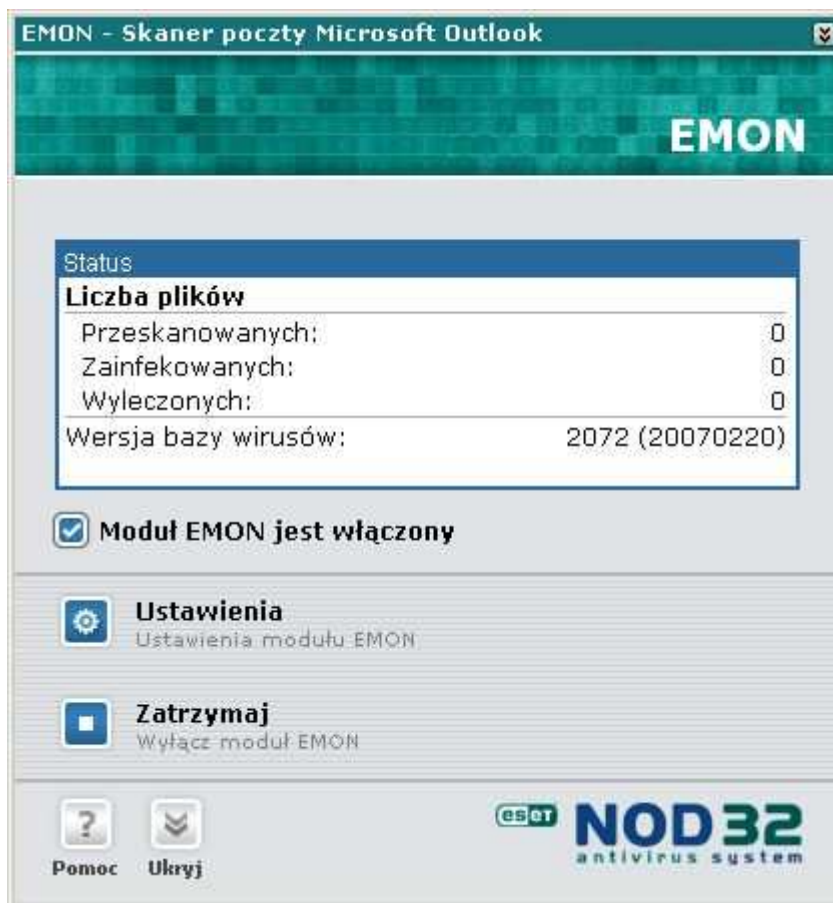 EMON - Skaner poczty Microsoft Outlook
EMON
Status
Liczba plików
Przeskanowanych: 0
Zainfekowanych: 0
Wyleczonych: 0
Wersja bazy wirusów: 2072 (20070220)
Moduł EMON jest włączony
Ustawienia
Ustawienia modułu EMON
Zatrzymaj
Wyłącz moduł EMON
? 
Pomoc Ukryj
eseT NOD32
antivirus system